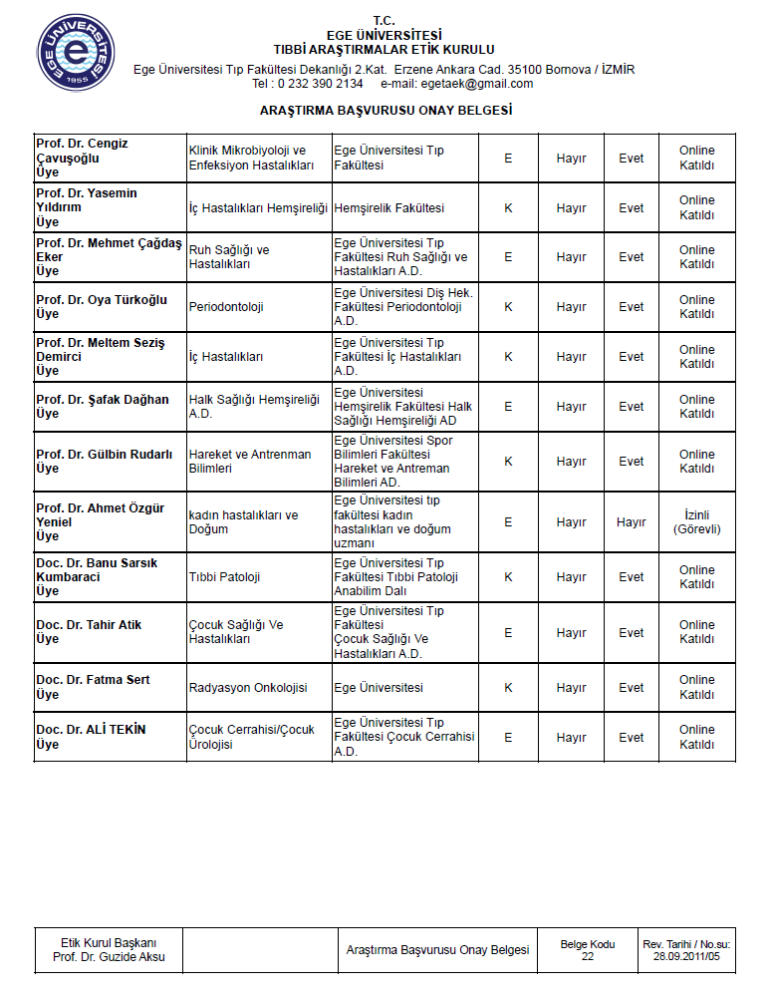 EGE ÜNİVERSİTESİ
e
1955
T.C.
EGE ÜNİVERSİTESİ
TIBBİ ARAŞTIRMALAR ETİK KURULU
Ege Üniversitesi Tıp Fakültesi Dekanlığı 2.Kat. Erzene Ankara Cad. 35100 Bornova / İZMİR
Tel : 0 232 390 2134 e-mail: egetaek@gmail.com
ARAŞTIRMA BAŞVURUSU ONAY BELGESİ
Prof. Dr. Cengiz
Çavuşoğlu
Üye
Klinik Mikrobiyoloji ve
Enfeksiyon Hastalıkları
Ege Üniversitesi Tıp
Fakültesi
E
Hayır
Evet
Online
Katıldı
Prof. Dr. Yasemin
Yıldırım
Üye
İç Hastalıkları Hemşireliği
Hemşirelik Fakültesi
K
Hayır
Evet
Online
Katıldı
Prof. Dr. Mehmet Çağdaş
Eker
Üye
Ruh Sağlığı ve
Hastalıkları
Ege Üniversitesi Tıp
Fakültesi Ruh Sağlığı ve
Hastalıkları A.D.
E
Hayır
Evet
Online
Katıldı
Prof. Dr. Oya Türkoğlu
Üye
Periodontoloji
Ege Üniversitesi Diş Hek.
Fakültesi Periodontoloji
A.D.
K
Hayır
Evet
Online
Katıldı
Prof. Dr. Meltem Seziş
Demirci
Üye
İç Hastalıkları
Ege Üniversitesi Tıp
Fakültesi İç Hastalıkları
A.D.
K
Hayır
Evet
Online
Katıldı
Prof. Dr. Şafak Dağhan
Üye
Halk Sağlığı Hemşireliği
A.D.
Ege Üniversitesi
Hemşirelik Fakültesi Halk
Sağlığı Hemşireliği AD
E
Hayır
Evet
Online
Katıldı
Prof. Dr. Gülbin Rudarlı
Üye
Hareket ve Antrenman
Bilimleri
Ege Üniversitesi Spor
Bilimleri Fakültesi
Hareket ve Antreman
Bilimleri AD.
K
Hayır
Evet
Online
Katıldı
Prof. Dr. Ahmet Özgür
Yeniel
Üye
kadın hastalıkları ve
Doğum
Ege Üniversitesi tıp
fakültesi kadın
hastalıkları ve doğum
uzmanı
E
Hayır
Hayır
İzinli
(Görevli)
Doc. Dr. Banu Sarsık
Kumbaraci
Üye
Tıbbi Patoloji
Ege Üniversitesi Tıp
Fakültesi Tıbbi Patoloji
Anabilim Dalı
K
Hayır
Evet
Online
Katıldı
Doc. Dr. Tahir Atik
Üye
Çocuk Sağlığı Ve
Hastalıkları
Ege Üniversitesi Tıp
Fakültesi
Çocuk Sağlığı Ve
Hastalıkları A.D.
E
Hayır
Evet
Online
Katıldı
Doc. Dr. Fatma Sert
Üye
Radyasyon Onkolojisi
Ege Üniversitesi
K
Hayır
Evet
Online
Katıldı
Doc. Dr. ALİ TEKİN
Üye
Çocuk Cerrahisi/Çocuk
Ürolojisi
Ege Üniversitesi Tıp
Fakültesi Çocuk Cerrahisi
A.D.
E
Hayır
Evet
Online
Katıldı
Etik Kurul Başkanı
Prof. Dr. Guzide Aksu
Araştırma Başvurusu Onay Belgesi
Belge Kodu
22
Rev. Tarihi / No.su:
28.09.2011/05